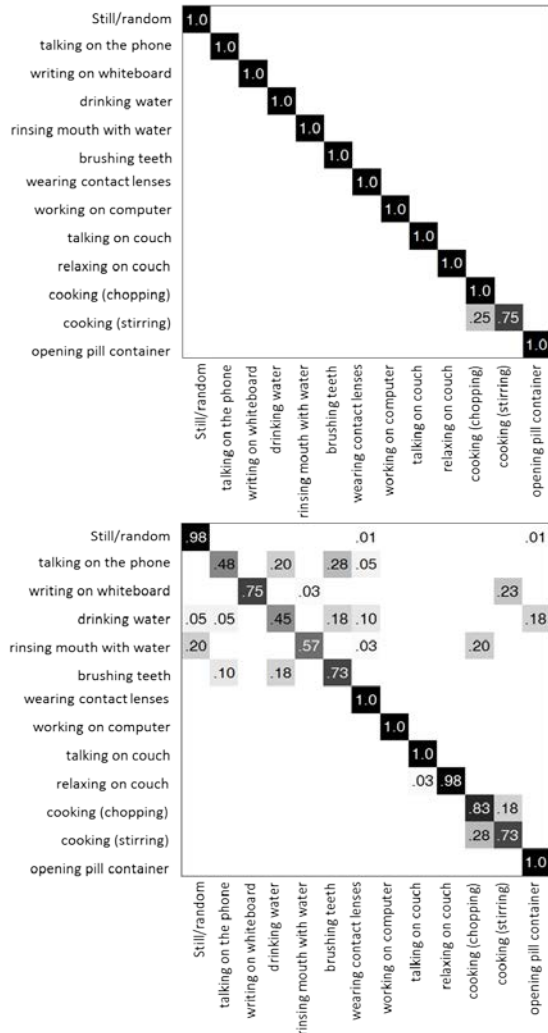 Still/random 1.0
talking on the phone 1.0
writing on whiteboard 1.0
drinking water 1.0
rinsing mouth with water 1.0
brushing teeth 1.0
wearing contact lenses 1.0
working on computer 1.0
talking on couch 1.0
relaxing on couch 1.0
cooking (chopping) 1.0
cooking (stirring) .25 .75
opening pill container 1.0
Still/random
talking on the phone
writing on whiteboard
drinking water
rinsing mouth with water
brushing teeth
wearing contact lenses
working on computer
talking on couch
relaxing on couch
cooking (chopping)
cooking (stirring)
opening pill container
Still/random .98 .01 .01
talking on the phone .48 .20 .28 .05
writing on whiteboard .75 .03 .23
drinking water .05 .05 .45 .18 .10 .18
rinsing mouth with water .20 .57 .03 .20
brushing teeth .10 .18 .73
wearing contact lenses 1.0
working on computer 1.0
talking on couch 1.0
relaxing on couch .03 .98
cooking (chopping) .83 .18
cooking (stirring) .28 .73
opening pill container 1.0
Still/random
talking on the phone
writing on whiteboard
drinking water
rinsing mouth with water
brushing teeth
wearing contact lenses
working on computer
talking on couch
relaxing on couch
cooking (chopping)
cooking (stirring)
opening pill container